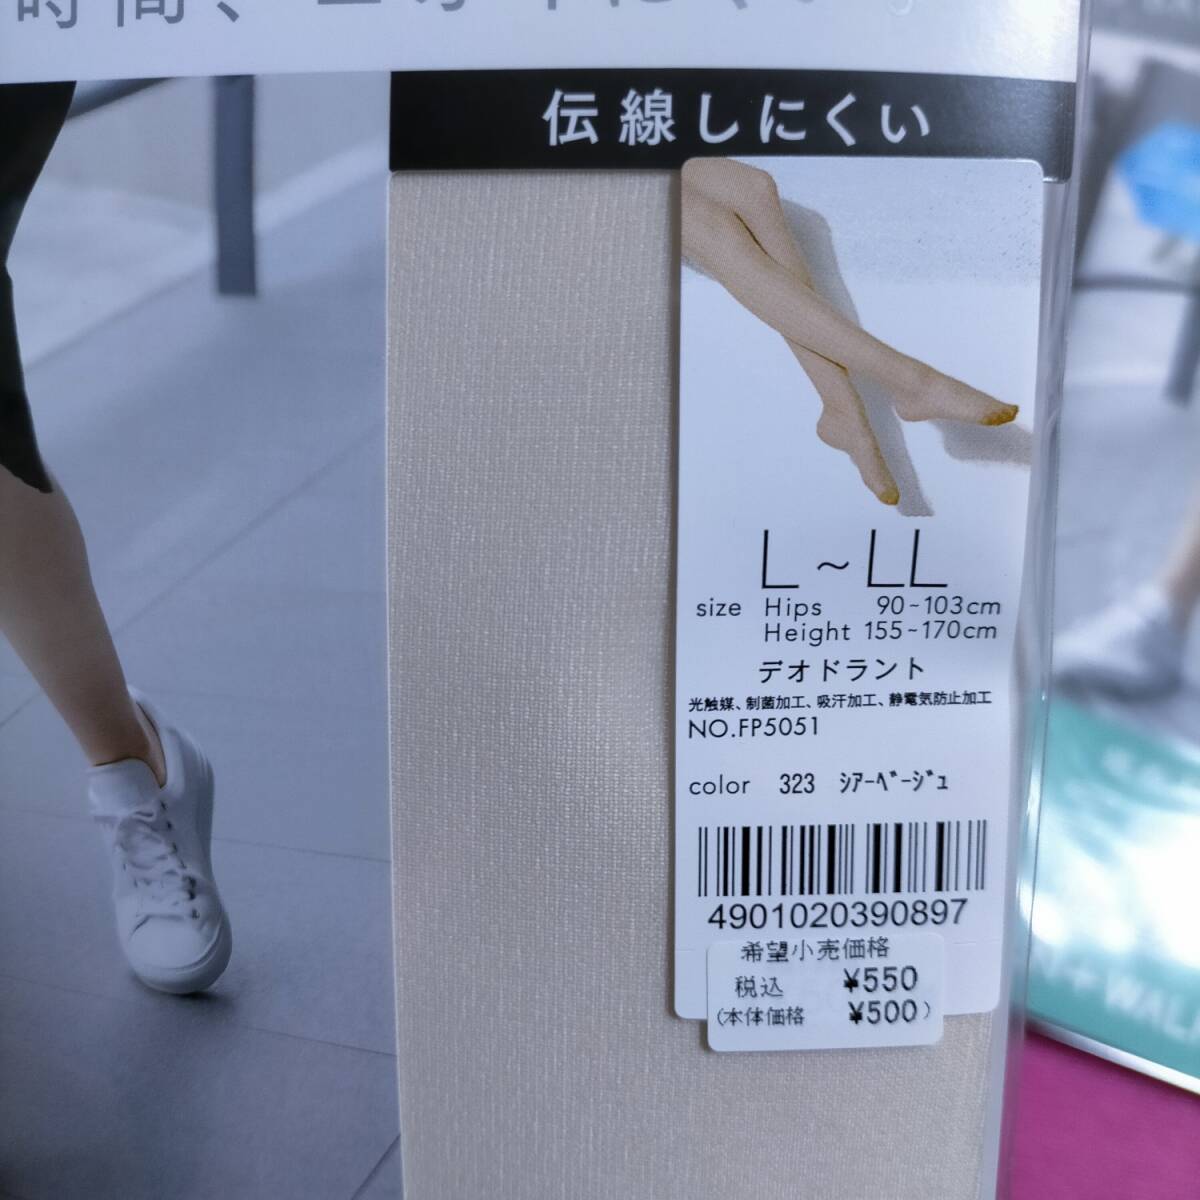 伝線しにくい
L ~ LL
size Hips 90~103cm
Height 155~170cm
デオドラント
光触媒、制菌加工、吸汗加工、静電気防止加工
NO.FP5051
color 323 ｼｱｰﾍﾞｰｼﾞｭ
4901020390897
希望小売価格
税込 ¥550
(本体価格 ¥500)